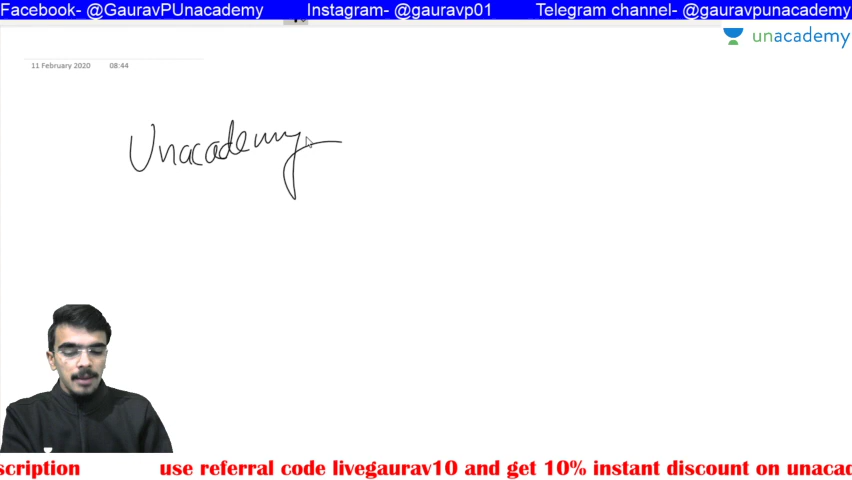 Facebook- @GauravPUnacademy Instagram- @gauravp01 Telegram channel- @gauravpunacademy
unacademy
11 February 2020 08:44
Unacademy
scription use referral code livegaurav10 and get 10% instant discount on unacad